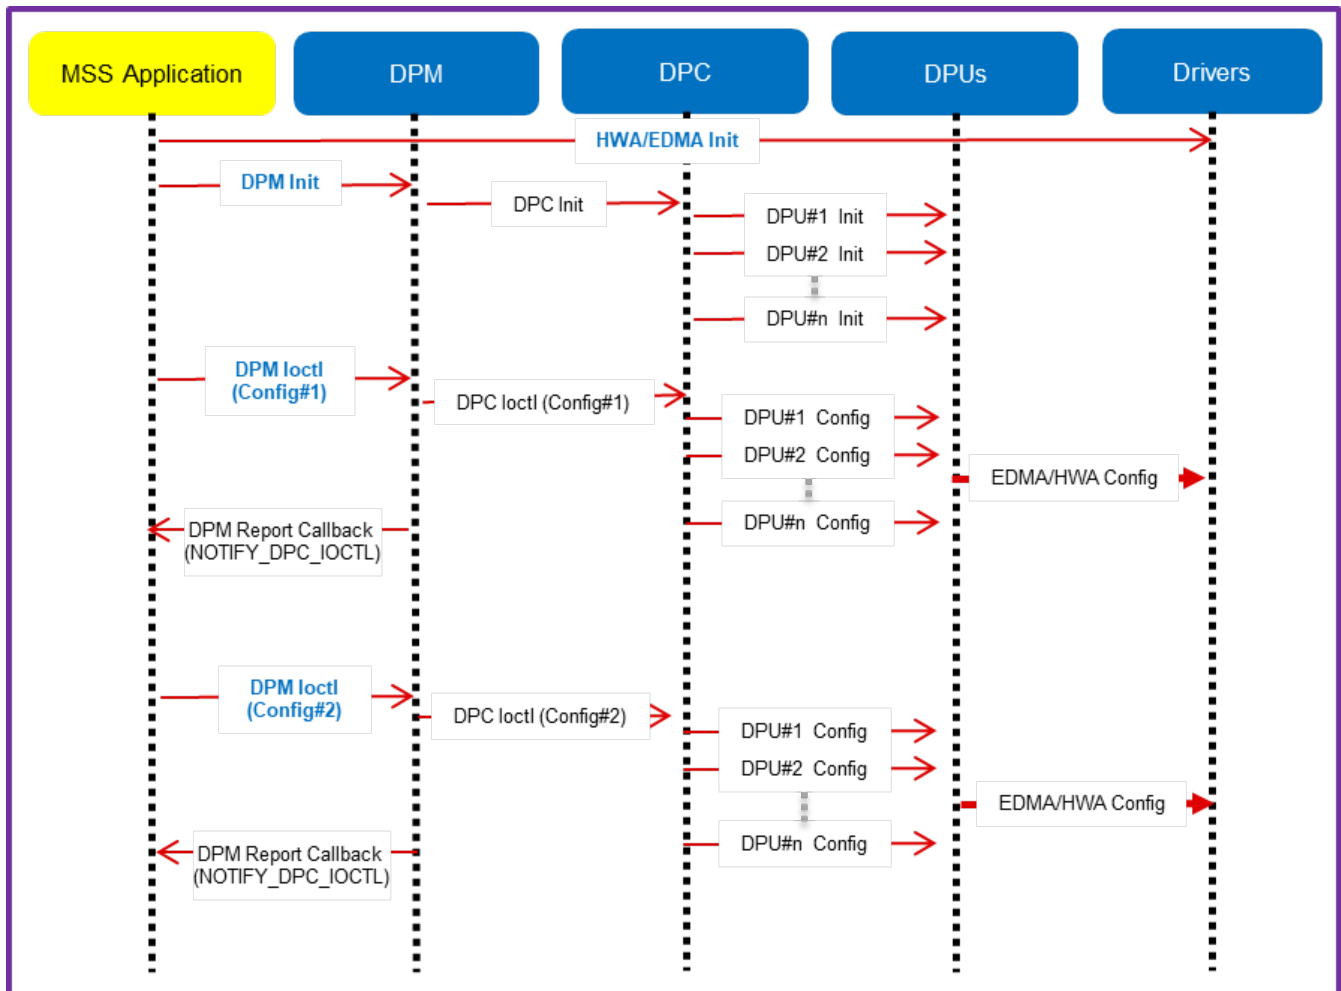 MSS Application
DPM
DPC
DPUs
Drivers
HWA/EDMA Init
DPM Init
DPC Init
DPU#1 Init
DPU#2 Init
DPU#n Init
DPM Ioctl
(Config#1)
DPC Ioctl (Config#1)
DPU#1 Config
DPU#2 Config
EDMA/HWA Config
DPU#n Config
DPM Report Callback
(NOTIFY_DPC_IOCTL)
DPM Ioctl
(Config#2)
DPC Ioctl (Config#2)
DPU#1 Config
DPU#2 Config
EDMA/HWA Config
DPU#n Config
DPM Report Callback
(NOTIFY_DPC_IOCTL)